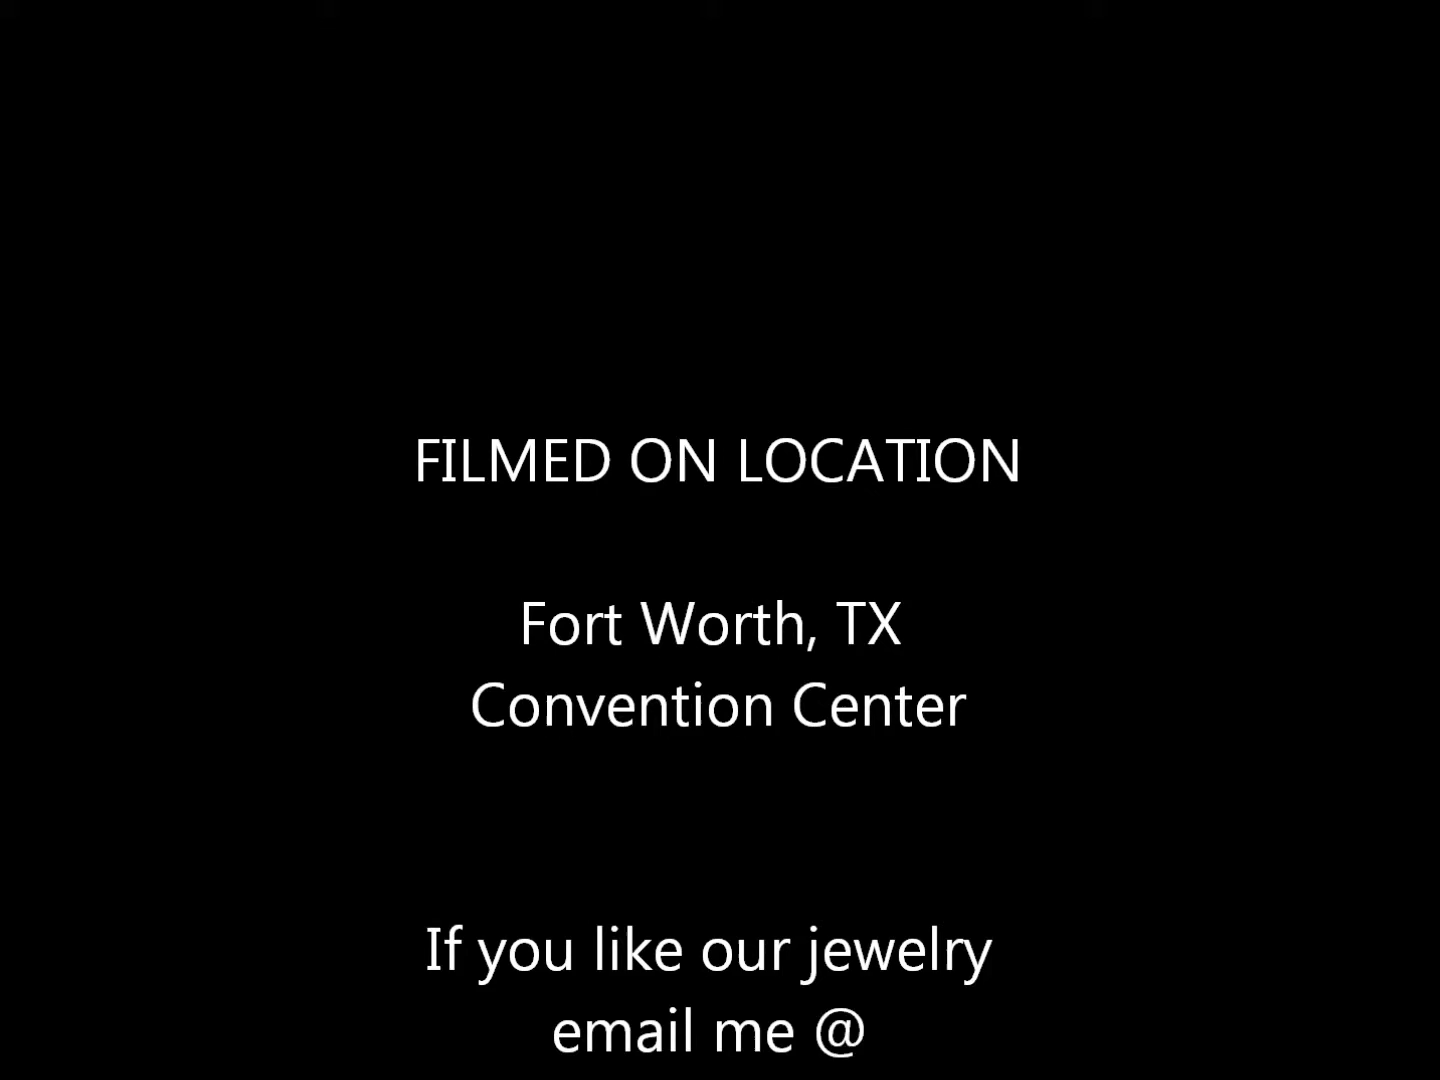 FILMED ON LOCATION
Fort Worth, TX
Convention Center
If you like our jewelry
email me @